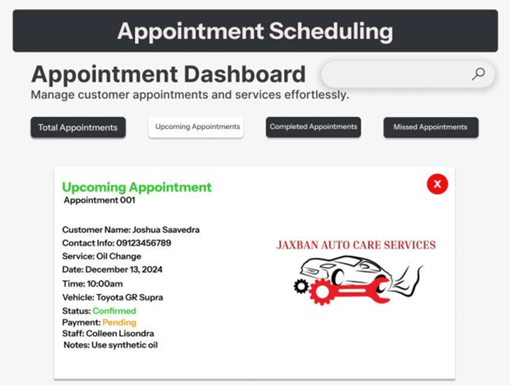 Appointment Scheduling
Appointment Dashboard
Manage customer appointments and services effortlessly.
Total Appointments
Upcoming Appointments
Completed Appointments
Missed Appointments
Upcoming Appointment
X
Appointment 001
Customer Name: Joshua Saavedra
Contact Info: 09123456789
Service: Oil Change
Date: December 13, 2024
Time: 10:00am
Vehicle: Toyota GR Supra
Status: Confirmed
Payment: Pending
Staff: Colleen Lisondra
Notes: Use synthetic oil
JAXBAN AUTO CARE SERVICES